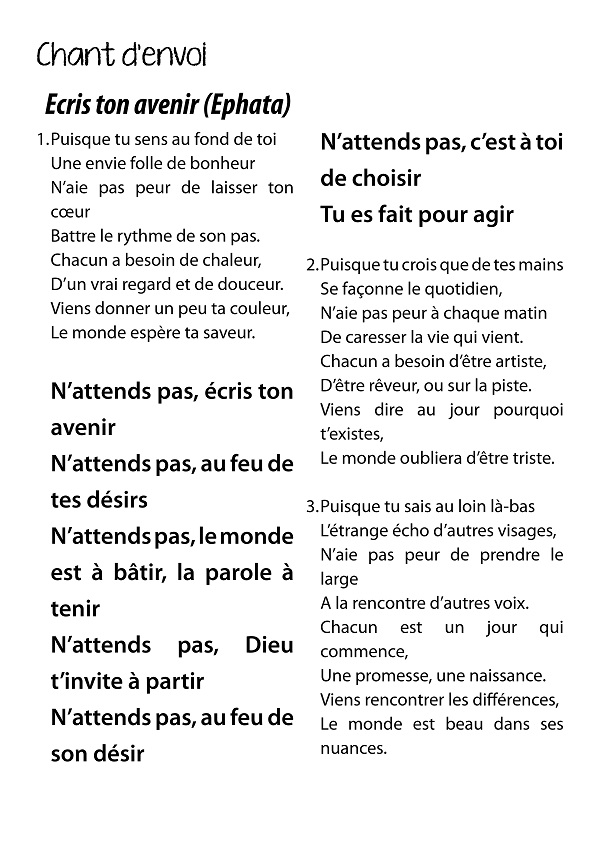 Chant d'envoi
Ecris ton avenir (Ephata)
1. Puisque tu sens au fond de toi
Une envie folle de bonheur
N'aie pas peur de laisser ton
cœur
Battre le rythme de son pas.
Chacun a besoin de chaleur,
D'un vrai regard et de douceur.
Viens donner un peu ta couleur,
Le monde espère ta saveur.
N'attends pas, écris ton
avenir
N'attends pas, au feu de
tes désirs
N'attends pas, le monde
est à bâtir, la parole à
tenir
N'attends pas, Dieu
t'invite à partir
N'attends pas, au feu de
son désir
N'attends pas, c'est à toi
de choisir
Tu es fait pour agir
2. Puisque tu crois que de tes mains
Se façonne le quotidien,
N'aie pas peur à chaque matin
De caresser la vie qui vient.
Chacun a besoin d'être artiste,
D'être rêveur, ou sur la piste.
Viens dire au jour pourquoi
t'existes,
Le monde oubliera d'être triste.
3. Puisque tu sais au loin là-bas
L'étrange écho d'autres visages,
N'aie pas peur de prendre le
large
A la rencontre d'autres voix.
Chacun est un jour qui
commence,
Une promesse, une naissance.
Viens rencontrer les différences,
Le monde est beau dans ses
nuances.